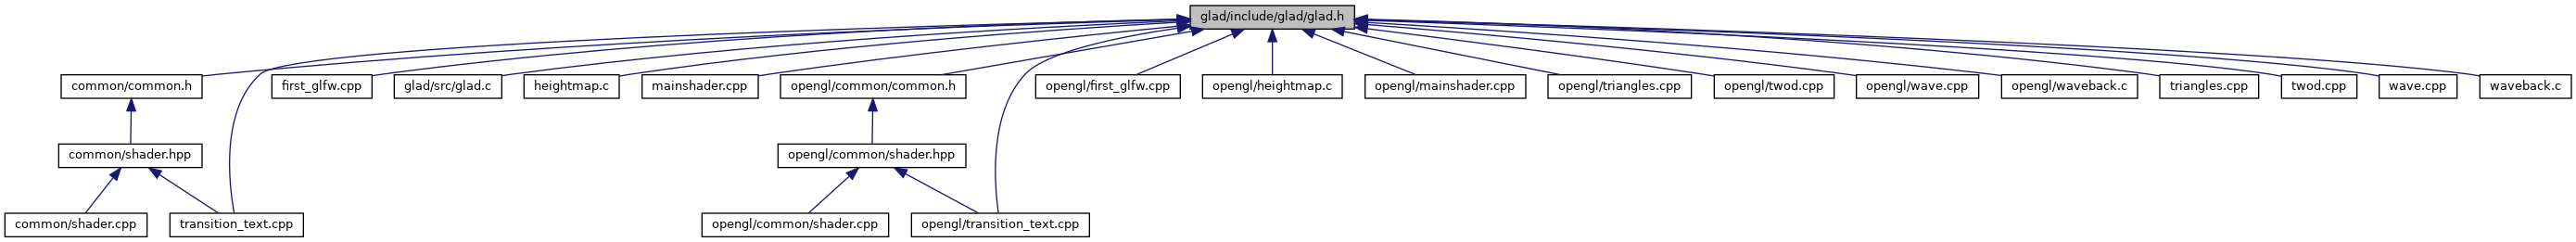 glad/include/glad/glad.h
common/common.h
first_glfw.cpp
glad/src/glad.c
heightmap.c
mainshader.cpp
opengl/common/common.h
opengl/first_glfw.cpp
opengl/heightmap.c
opengl/mainshader.cpp
opengl/triangles.cpp
opengl/twod.cpp
opengl/wave.cpp
opengl/waveback.c
triangles.cpp
twod.cpp
wave.cpp
waveback.c
common/shader.hpp
opengl/common/shader.hpp
common/shader.cpp
transition_text.cpp
opengl/common/shader.cpp
opengl/transition_text.cpp